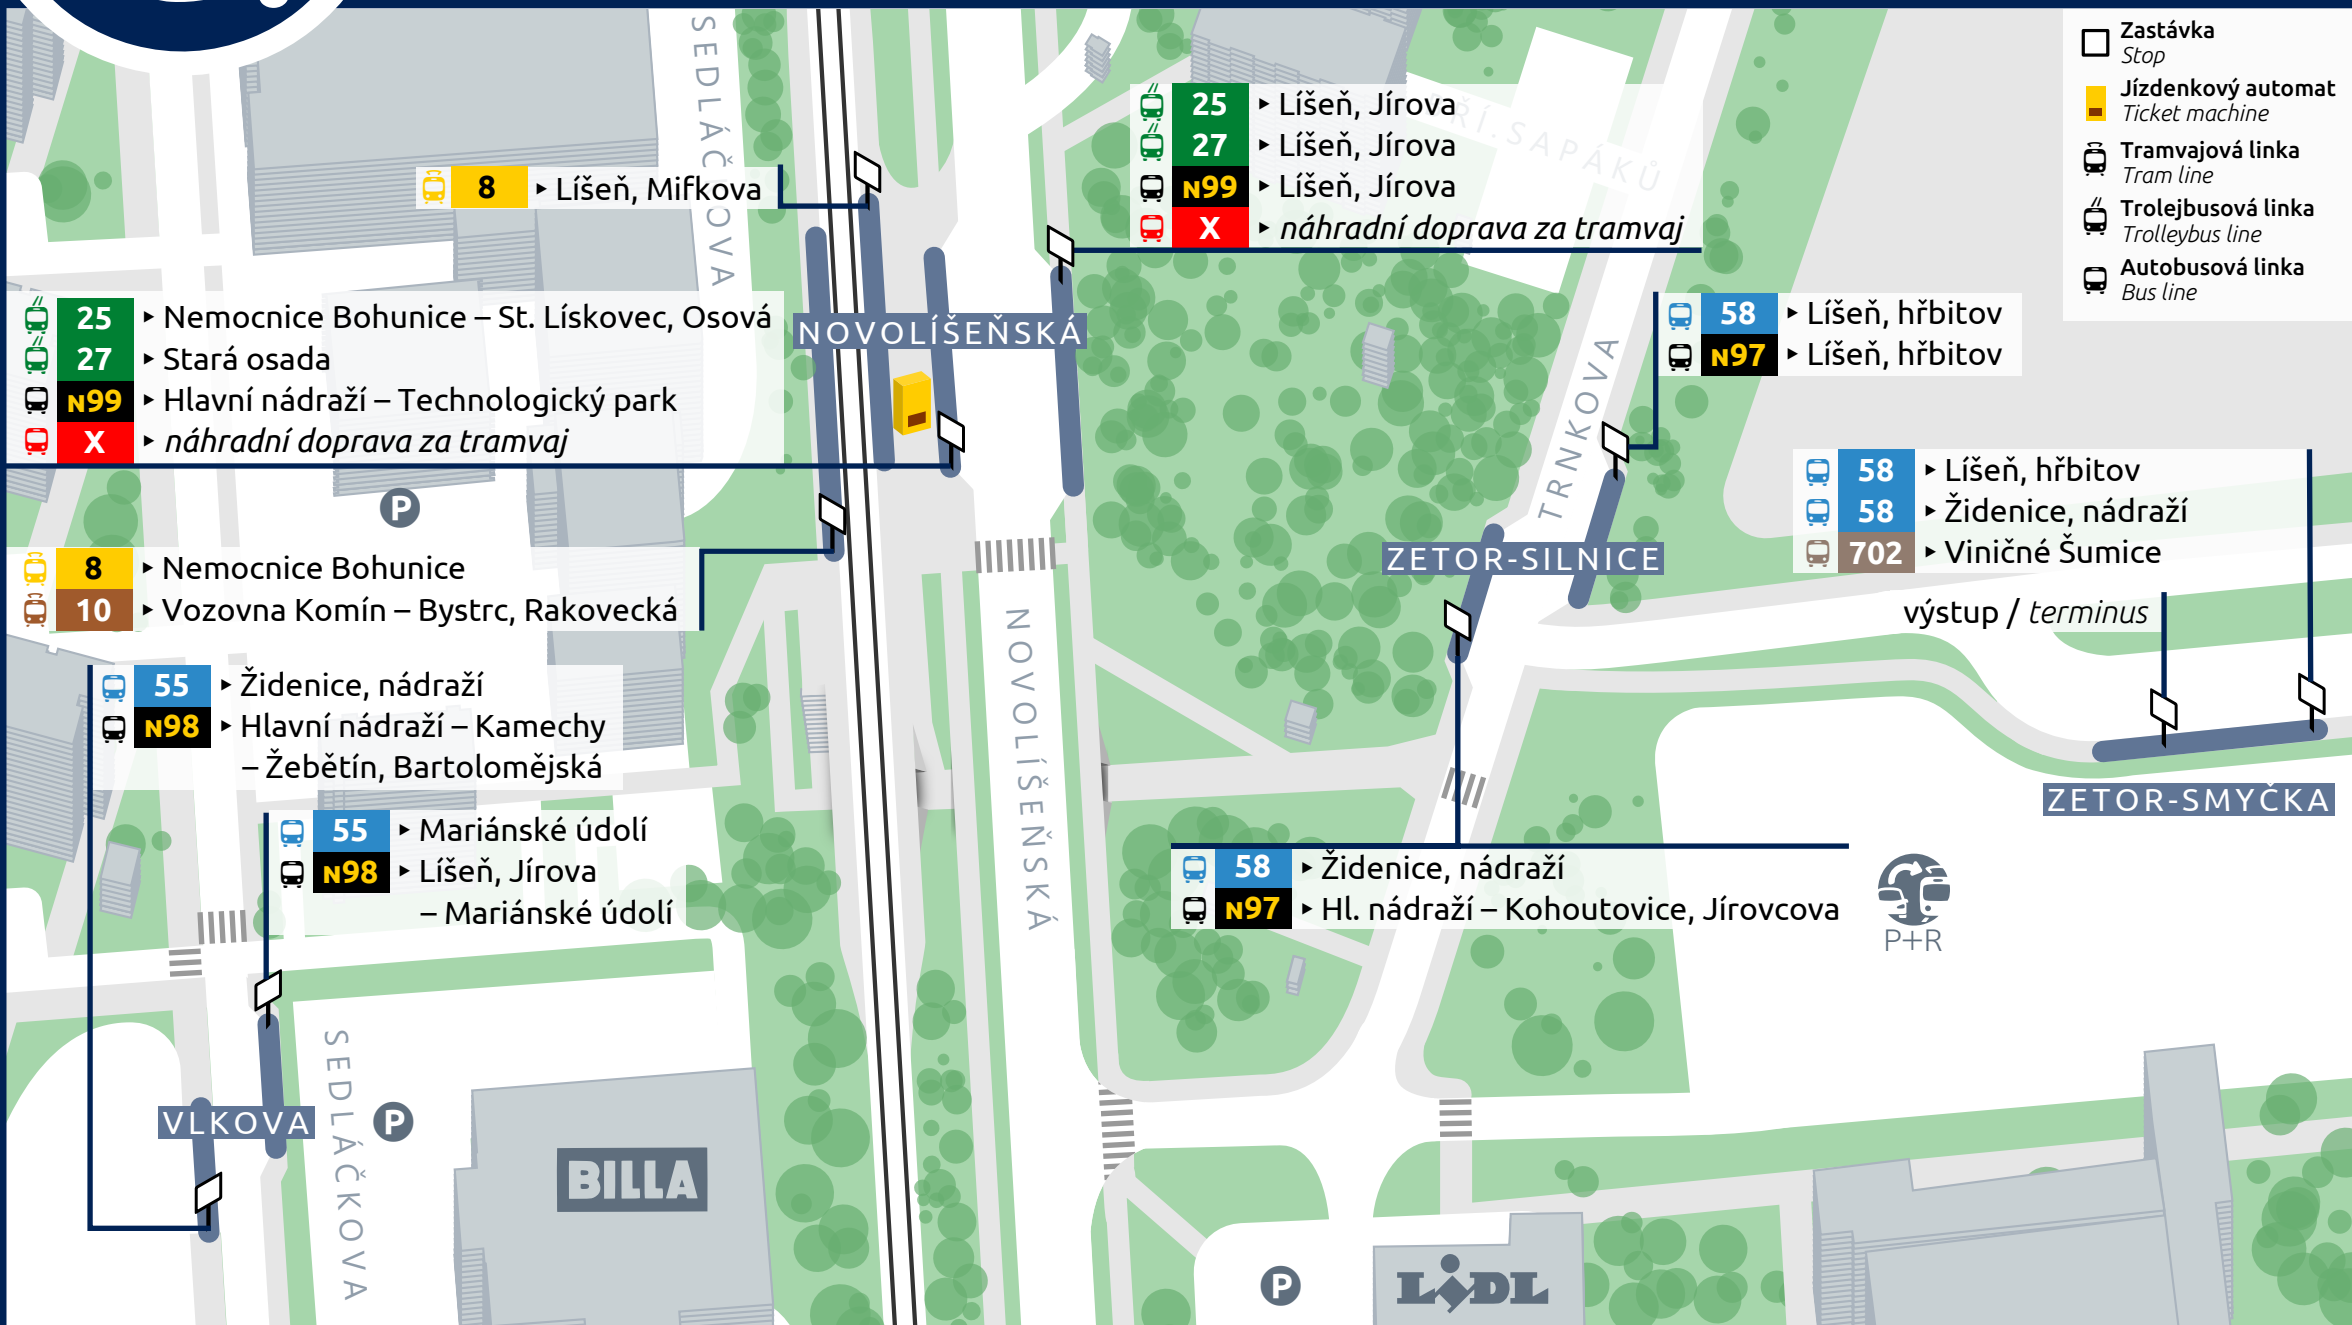 Zastávka
Stop
Jízdenkový automat
Ticket machine
Tramvajová linka
Tram line
Trolejbusová linka
Trolleybus line
Autobusová linka
Bus line
SEDLÁČKOVA
BŘÍ. SAPÁKŮ
8 ▸ Líšeň, Mifkova
25 ▸ Líšeň, Jírova
27 ▸ Líšeň, Jírova
N99 ▸ Líšeň, Jírova
X ▸ náhradní doprava za tramvaj
25 ▸ Nemocnice Bohunice – St. Lískovec, Osová
27 ▸ Stará osada
N99 ▸ Hlavní nádraží – Technologický park
X ▸ náhradní doprava za tramvaj
NOVOLÍŠEŇSKÁ
58 ▸ Líšeň, hřbitov
N97 ▸ Líšeň, hřbitov
TRNKOVA
P
58 ▸ Líšeň, hřbitov
58 ▸ Židenice, nádraží
702 ▸ Viničné Šumice
výstup / terminus
ZETOR-SILNICE
8 ▸ Nemocnice Bohunice
10 ▸ Vozovna Komín – Bystrc, Rakovecká
NOVOLÍŠEŇSKÁ
55 ▸ Židenice, nádraží
N98 ▸ Hlavní nádraží – Kamechy
– Žebětín, Bartolomějská
ZETOR-SMYČKA
55 ▸ Mariánské údolí
N98 ▸ Líšeň, Jírova
– Mariánské údolí
58 ▸ Židenice, nádraží
N97 ▸ Hl. nádraží – Kohoutovice, Jírovcova
P+R
VLKOVA
SEDLÁČKOVA
P
BILLA
P
LIDL